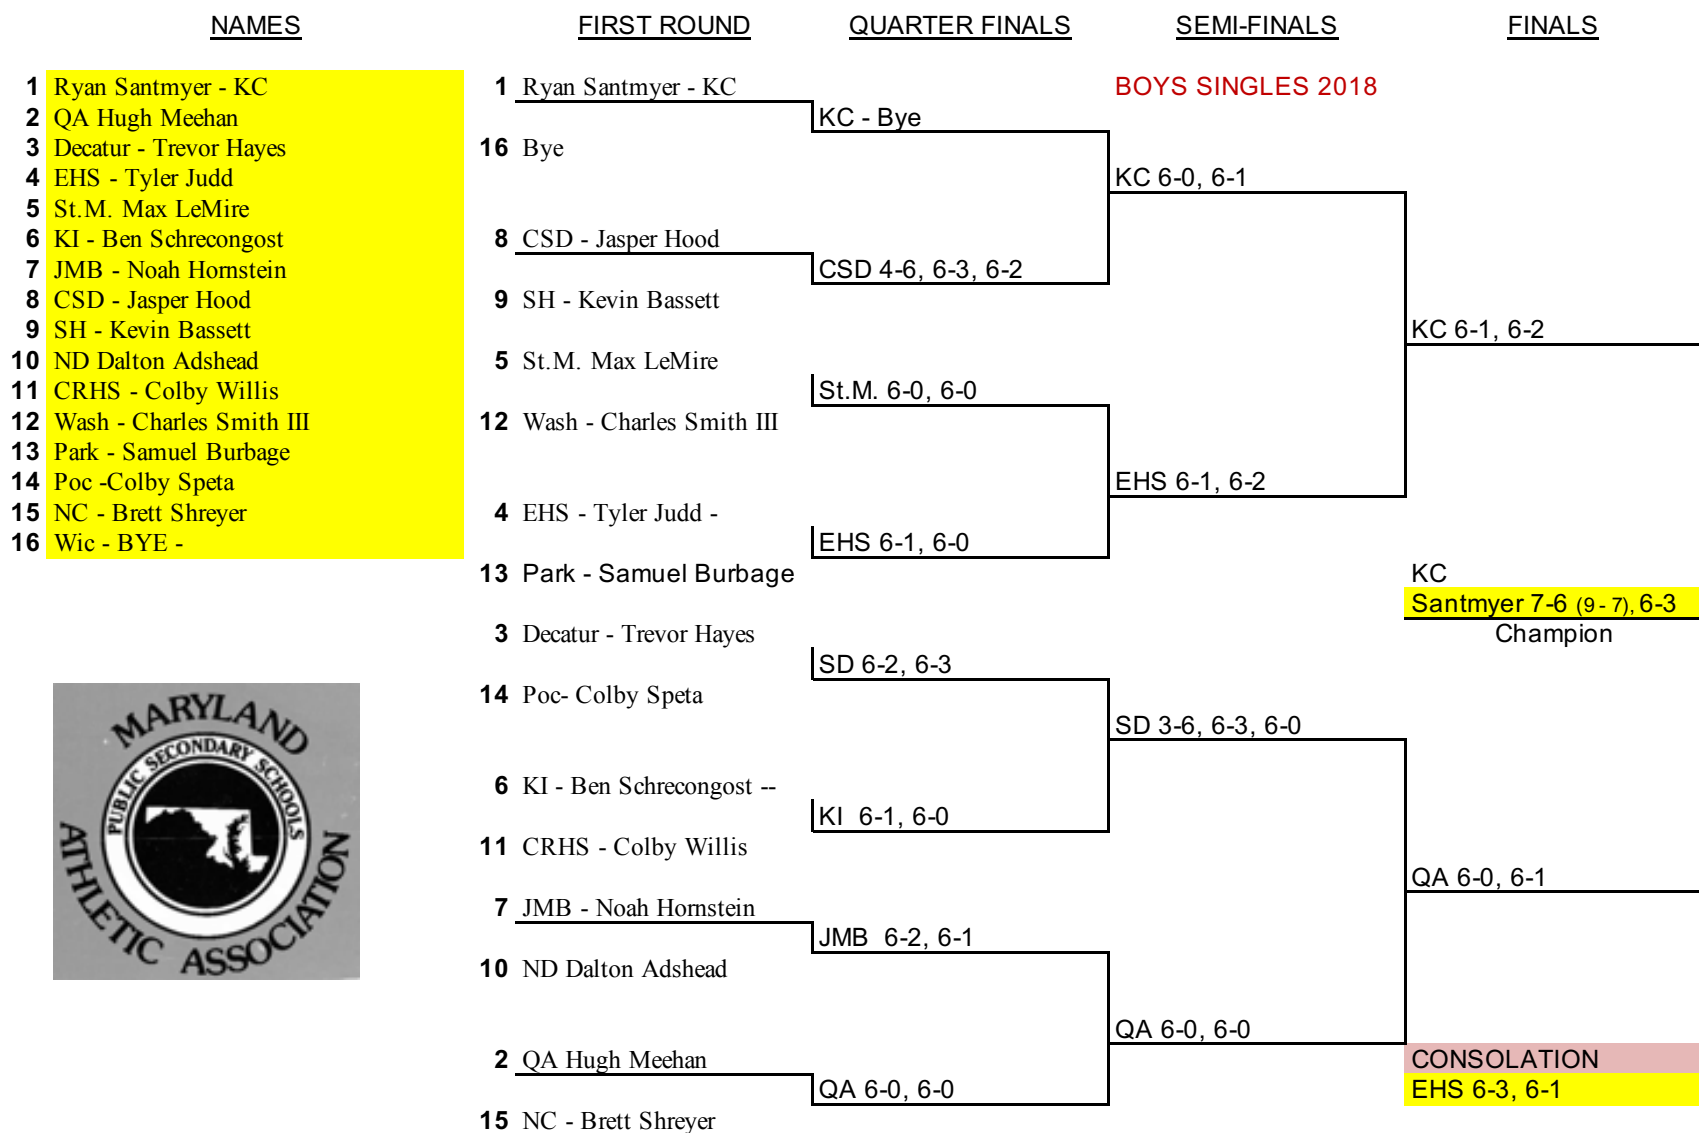 NAMES
FIRST ROUND
QUARTER FINALS
SEMI-FINALS
FINALS
1 Ryan Santmyer - KC
2 QA Hugh Meehan
3 Decatur - Trevor Hayes
4 EHS - Tyler Judd
5 St.M. Max LeMire
6 KI - Ben Schrecongost
7 JMB - Noah Hornstein
8 CSD - Jasper Hood
9 SH - Kevin Bassett
10 ND Dalton Adshead
11 CRHS - Colby Willis
12 Wash - Charles Smith III
13 Park - Samuel Burbage
14 Poc -Colby Speta
15 NC - Brett Shreyer
16 Wic - BYE -
MARYLAND
PUBLIC SECONDARY SCHOOLS
ATHLETIC ASSOCIATION
1 Ryan Santmyer - KC
16 Bye
8 CSD - Jasper Hood
9 SH - Kevin Bassett
5 St.M. Max LeMire
12 Wash - Charles Smith III
4 EHS - Tyler Judd -
13 Park - Samuel Burbage
3 Decatur - Trevor Hayes
14 Poc- Colby Speta
6 KI - Ben Schrecongost --
11 CRHS - Colby Willis
7 JMB - Noah Hornstein
10 ND Dalton Adshead
2 QA Hugh Meehan
15 NC - Brett Shreyer
KC - Bye
CSD 4-6, 6-3, 6-2
St.M. 6-0, 6-0
EHS 6-1, 6-0
SD 6-2, 6-3
KI 6-1, 6-0
JMB 6-2, 6-1
QA 6-0, 6-0
BOYS SINGLES 2018
KC 6-0, 6-1
EHS 6-1, 6-2
SD 3-6, 6-3, 6-0
QA 6-0, 6-0
KC 6-1, 6-2
KC
Santmyer 7-6 (9 - 7), 6-3
Champion
QA 6-0, 6-1
CONSOLATION
EHS 6-3, 6-1